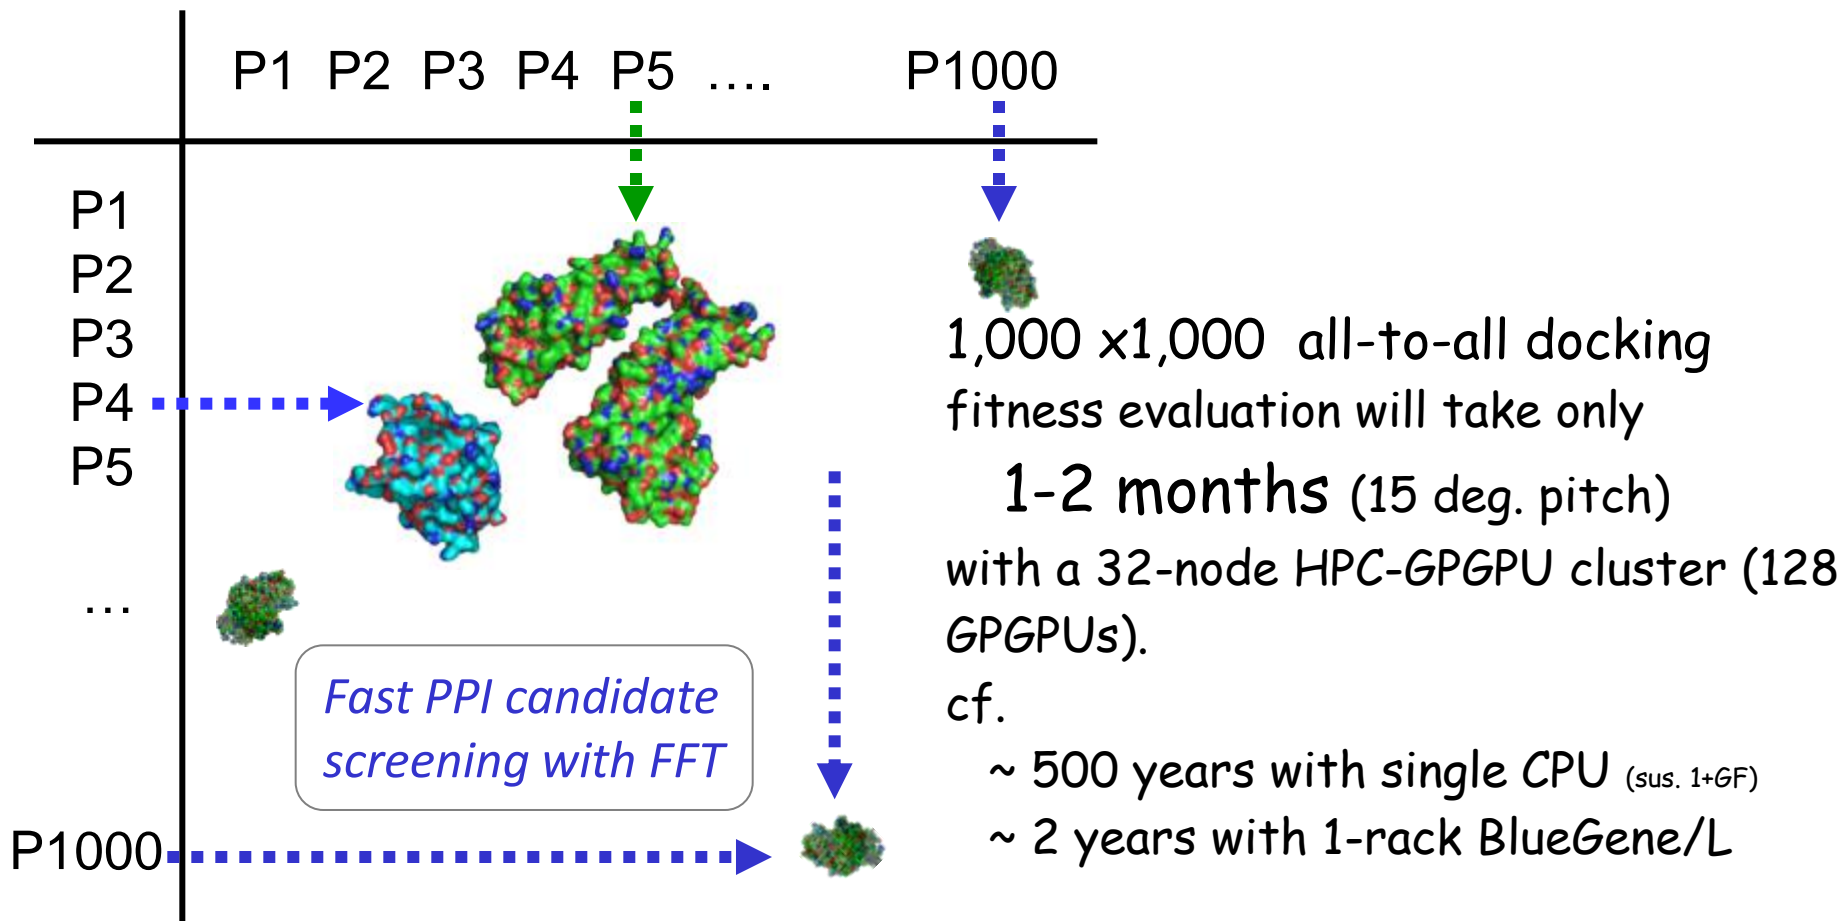 P1 P2 P3 P4 P5 .... P1000
P1
P2
P3
P4
P5
...
P1000
Fast PPI candidate
screening with FFT
1,000 x1,000 all-to-all docking
fitness evaluation will take only
1-2 months (15 deg. pitch)
with a 32-node HPC-GPGPU cluster (128
GPGPUs).
cf.
~ 500 years with single CPU (sus. 1+GF)
~ 2 years with 1-rack BlueGene/L